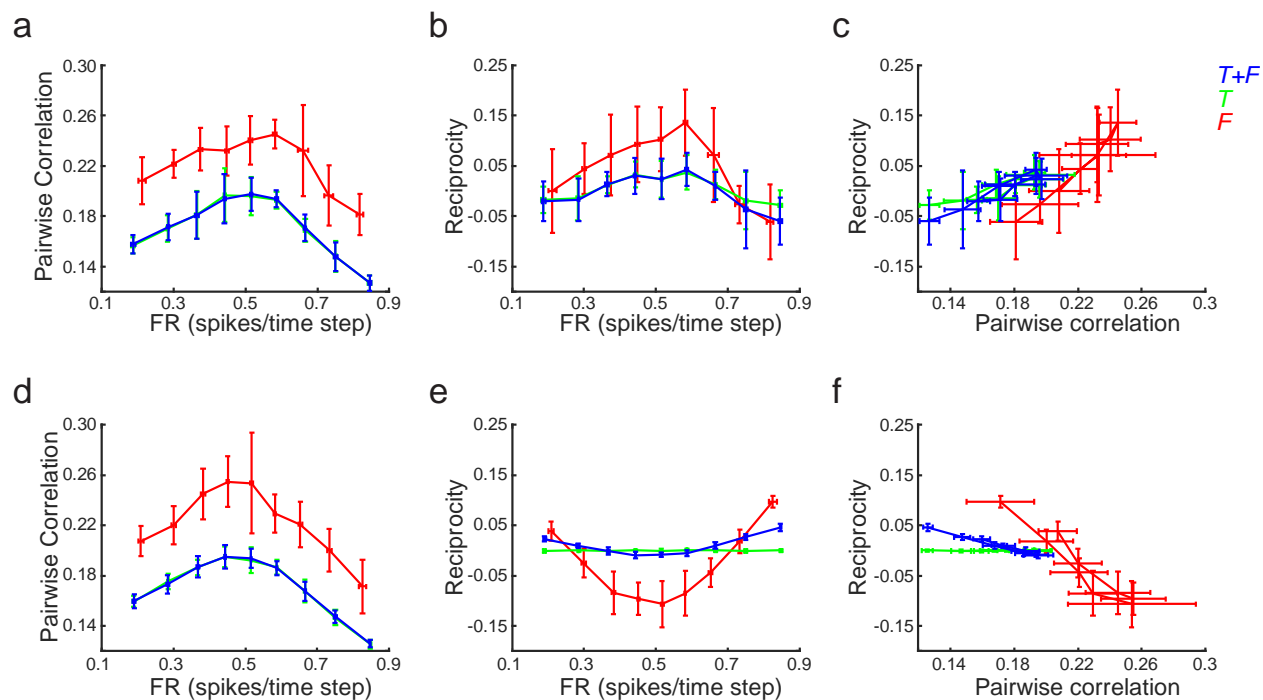 a
b
c
0.30
0.26
0.22
0.18
0.14
Pairwise Correlation
0.1
0.3
0.5
0.7
0.9
FR (spikes/time step)
0.25
0.15
0.05
-0.05
-0.15
Reciprocity
0.1
0.3
0.5
0.7
0.9
FR (spikes/time step)
0.25
0.15
0.05
-0.05
-0.15
Reciprocity
0.14
0.18
0.22
0.26
0.3
Pairwise correlation
T+F
T
F
d
e
f
0.30
0.26
0.22
0.18
0.14
Pairwise Correlation
0.1
0.3
0.5
0.7
0.9
FR (spikes/time step)
0.25
0.15
0.05
-0.05
-0.15
Reciprocity
0.1
0.3
0.5
0.7
0.9
FR (spikes/time step)
0.25
0.15
0.05
-0.05
-0.15
Reciprocity
0.14
0.18
0.22
0.26
0.3
Pairwise correlation